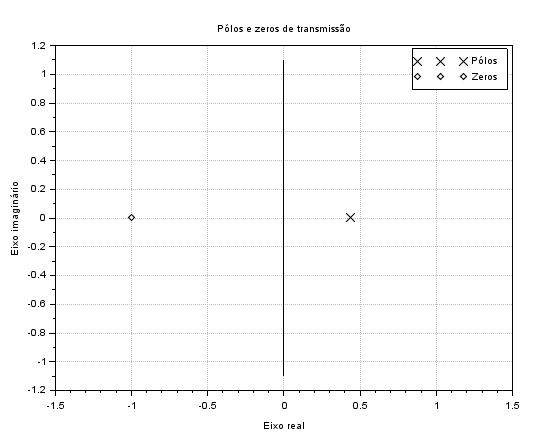 Pólos e zeros de transmissão
Pólos
Zeros
1.2
1
0.8
0.6
0.4
0.2
0
-0.2
-0.4
-0.6
-0.8
-1
-1.2
Eixo imaginário
-1.5 -1 -0.5 0 0.5 1 1.5
Eixo real